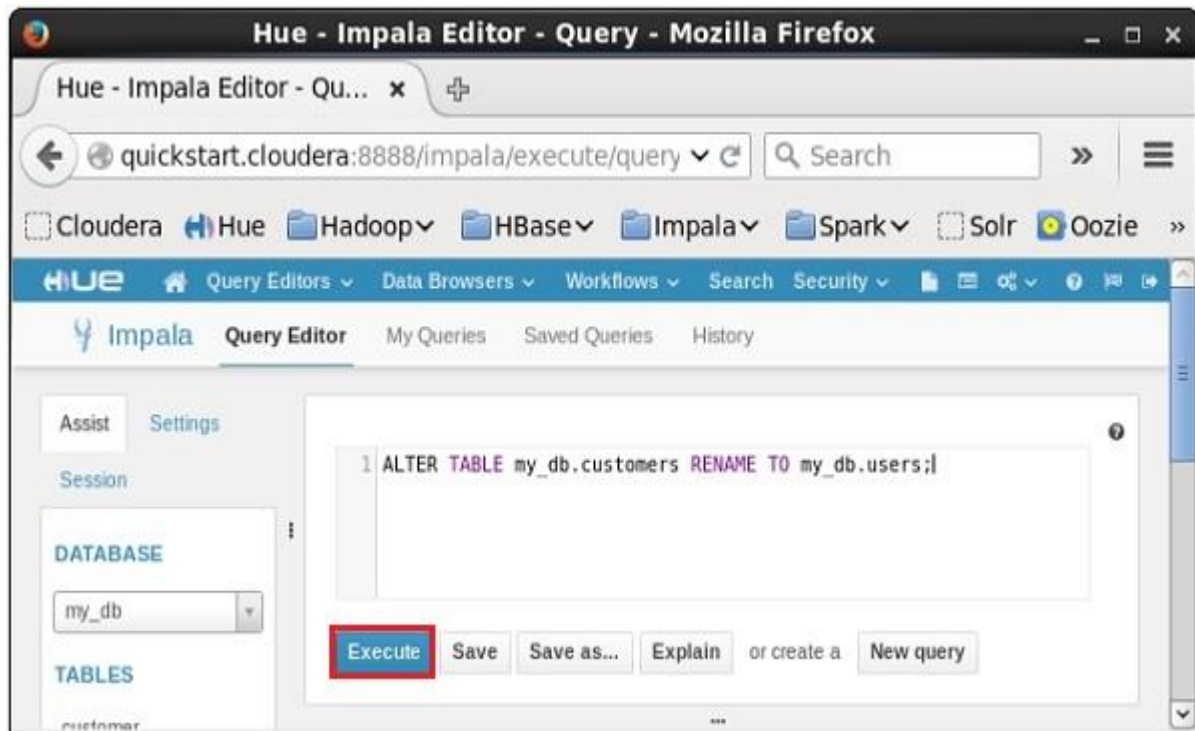 Hue - Impala Editor - Query - Mozilla Firefox
Hue - Impala Editor - Qu...
quickstart.cloudera:8888/impala/execute/query
Search
Cloudera Hue Hadoop HBase Impala Spark Solr Oozie
HUE Query Editors Data Browsers Workflows Search Security
Impala Query Editor My Queries Saved Queries History
Assist Settings
Session
1 ALTER TABLE my_db.customers RENAME TO my_db.users;
DATABASE
my_db
Execute Save Save as... Explain or create a New query
TABLES
customer